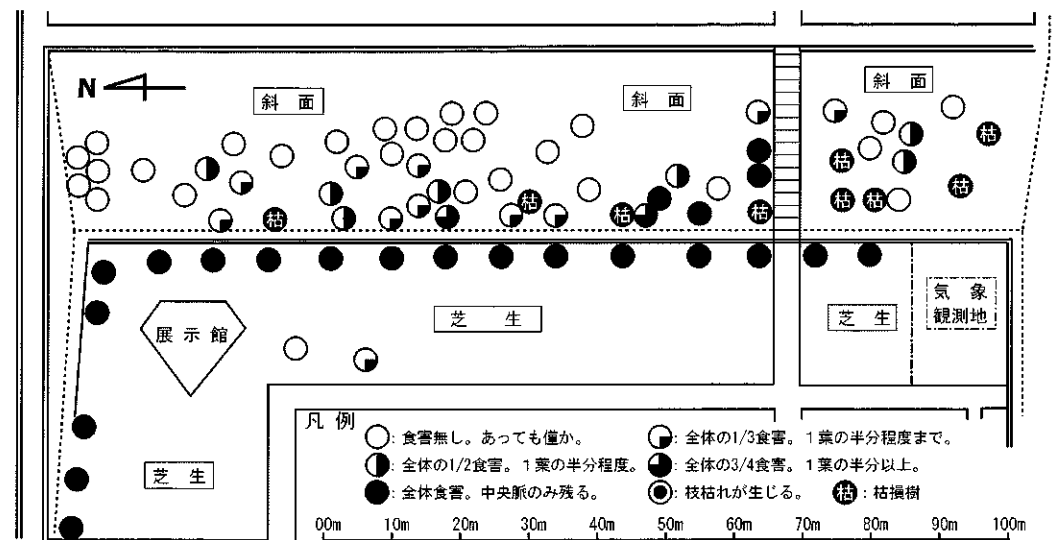 N
斜 面
斜 面
斜 面
枯
枯
枯
枯
枯
枯
枯
枯
枯
展 示 館
芝 生
芝 生
気 象
観測地
芝 生
凡 例
: 食害無し。あっても僅か。
: 全体の1/3食害。1葉の半分程度まで。
: 全体の1/2食害。1葉の半分程度。
: 全体の3/4食害。1葉の半分以上。
: 全体食害。中央脈のみ残る。
: 枝枯れが生じる。
枯 : 枯損樹
00m 10m 20m 30m 40m 50m 60m 70m 80m 90m 100m